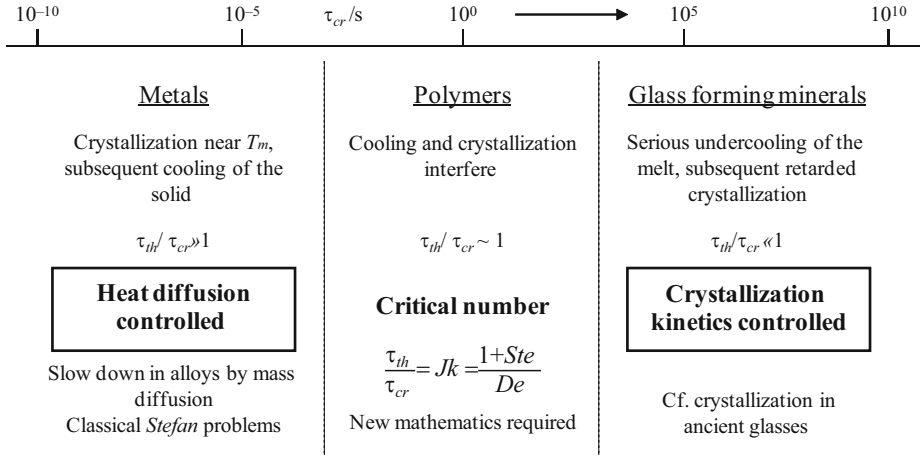 10⁻¹⁰ 10⁻⁵ τcr/s 10⁰ 10⁵ 10¹⁰
Metals
Crystallization near Tm,
subsequent cooling of the
solid
τth/ τcr»1
Heat diffusion
controlled
Slow down in alloys by mass
diffusion
Classical Stefan problems
Polymers
Cooling and crystallization
interfere
τth/ τcr ~ 1
Critical number
τth/τcr = Jk = 1+Ste/De
New mathematics required
Glass forming minerals
Serious undercooling of the
melt, subsequent retarded
crystallization
τth/τcr «1
Crystallization
kinetics controlled
Cf. crystallization in
ancient glasses